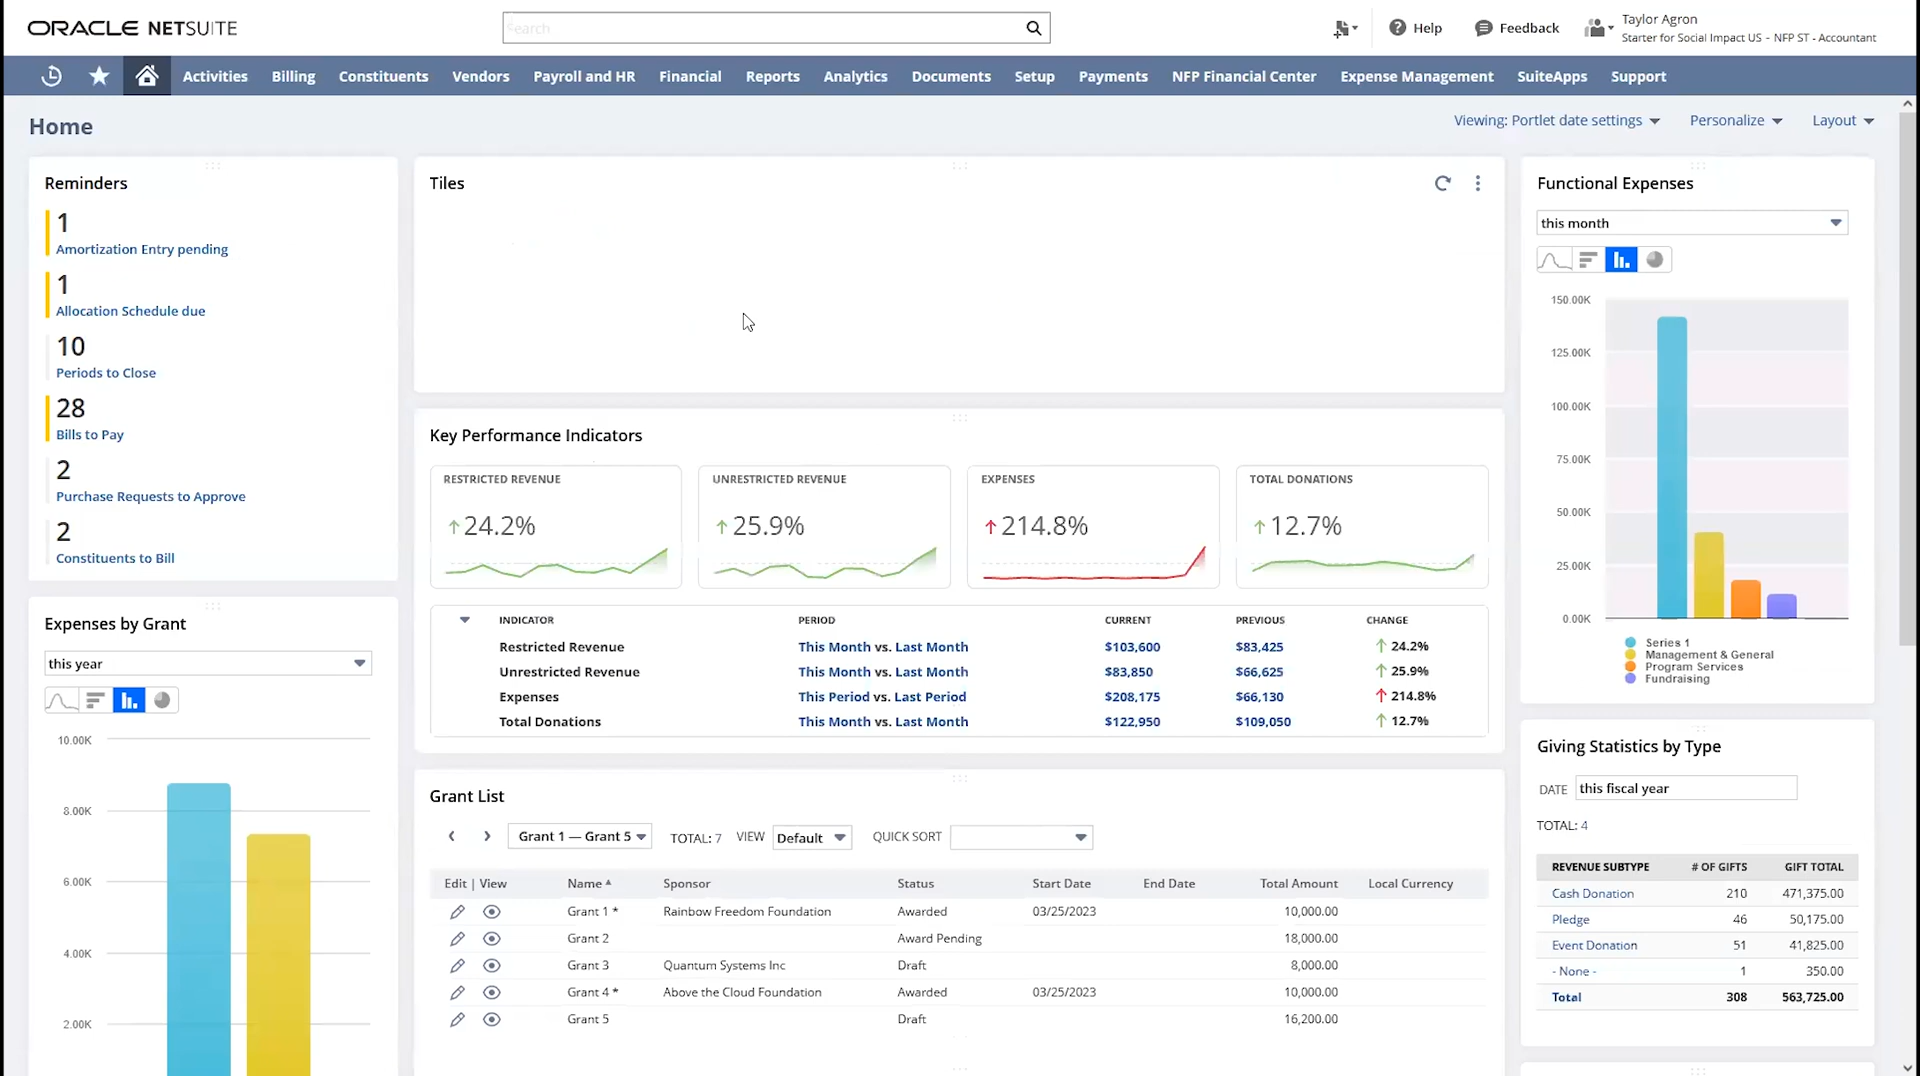 ORACLE NETSUITE
Search
Help
Feedback
Taylor Agron
Starter for Social Impact US - NFP ST - Accountant
Activities
Billing
Constituents
Vendors
Payroll and HR
Financial
Reports
Analytics
Documents
Setup
Payments
NFP Financial Center
Expense Management
SuiteApps
Support
Home
Viewing: Portlet date settings
Personalize
Layout
Reminders
1
Amortization Entry pending
1
Allocation Schedule due
10
Periods to Close
28
Bills to Pay
2
Purchase Requests to Approve
2
Constituents to Bill
Expenses by Grant
this year
10.00K
8.00K
6.00K
4.00K
2.00K
Tiles
Key Performance Indicators
RESTRICTED REVENUE
↑24.2%
UNRESTRICTED REVENUE
↑25.9%
EXPENSES
↑214.8%
TOTAL DONATIONS
↑12.7%
INDICATOR PERIOD CURRENT PREVIOUS CHANGE
Restricted Revenue This Month vs. Last Month $103,600 $83,425 ↑ 24.2%
Unrestricted Revenue This Month vs. Last Month $83,850 $66,625 ↑ 25.9%
Expenses This Period vs. Last Period $208,175 $66,130 ↑ 214.8%
Total Donations This Month vs. Last Month $122,950 $109,050 ↑ 12.7%
Grant List
Grant 1 — Grant 5 TOTAL: 7 VIEW Default QUICK SORT
Edit | View Name Sponsor Status Start Date End Date Total Amount Local Currency
Grant 1 * Rainbow Freedom Foundation Awarded 03/25/2023 10,000.00
Grant 2 Award Pending 18,000.00
Grant 3 Quantum Systems Inc Draft 8,000.00
Grant 4 * Above the Cloud Foundation Awarded 03/25/2023 10,000.00
Grant 5 Draft 16,200.00
Functional Expenses
this month
150.00K
125.00K
100.00K
75.00K
50.00K
25.00K
0.00K
Series 1
Management & General
Program Services
Fundraising
Giving Statistics by Type
DATE this fiscal year
TOTAL: 4
REVENUE SUBTYPE # OF GIFTS GIFT TOTAL
Cash Donation 210 471,375.00
Pledge 46 50,175.00
Event Donation 51 41,825.00
- None - 1 350.00
Total 308 563,725.00